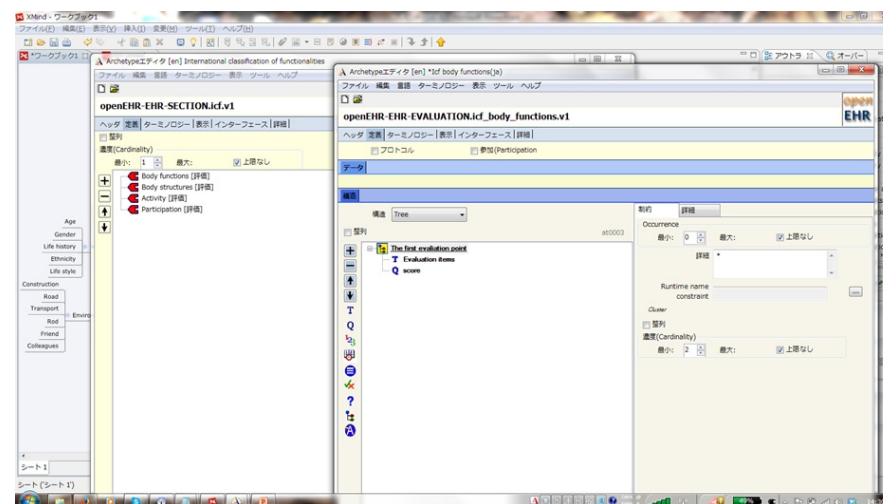 XMind - ワークブック1
ファイル(F) 編集(E) 表示(V) 挿入(I) 変更(M) ツール(T) ヘルプ(H)
*ワークブック1
アウトラ
オーバー
Age
Gender
Life history
Ethnicity
Life style
Construction
Road
Transport
Rod
Friend
Colleagues
Enviro
シート 1
シート ('シート 1')
Archetypeエディタ [en] International classification of functionalities
ファイル 編集 言語 ターミノロジー 表示 ツール ヘルプ
openEHR-EHR-SECTION.icf.v1
ヘッダ 定義 ターミノロジー 表示 インターフェース 詳細
整列
濃度(Cardinality)
最小: 1 最大: 上限なし
Body functions [評価]
Body structures [評価]
Activity [評価]
Participation [評価]
Archetypeエディタ [en] *Icf body functions(ja)
ファイル 編集 言語 ターミノロジー 表示 ツール ヘルプ
open
EHR
openEHR-EHR-EVALUATION.icf_body_functions.v1
ヘッダ 定義 ターミノロジー 表示 インターフェース 詳細
プロトコル 参加(Participation
データ
構造
構造 Tree
整列 at0003
The first evaluation point
T Evaluation items
Q score
制約 詳細
Occurrence
最小: 0 最大: 上限なし
詳細 *
Runtime name
constraint
Cluster
整列
濃度(Cardinality)
最小: 2 最大: 上限なし